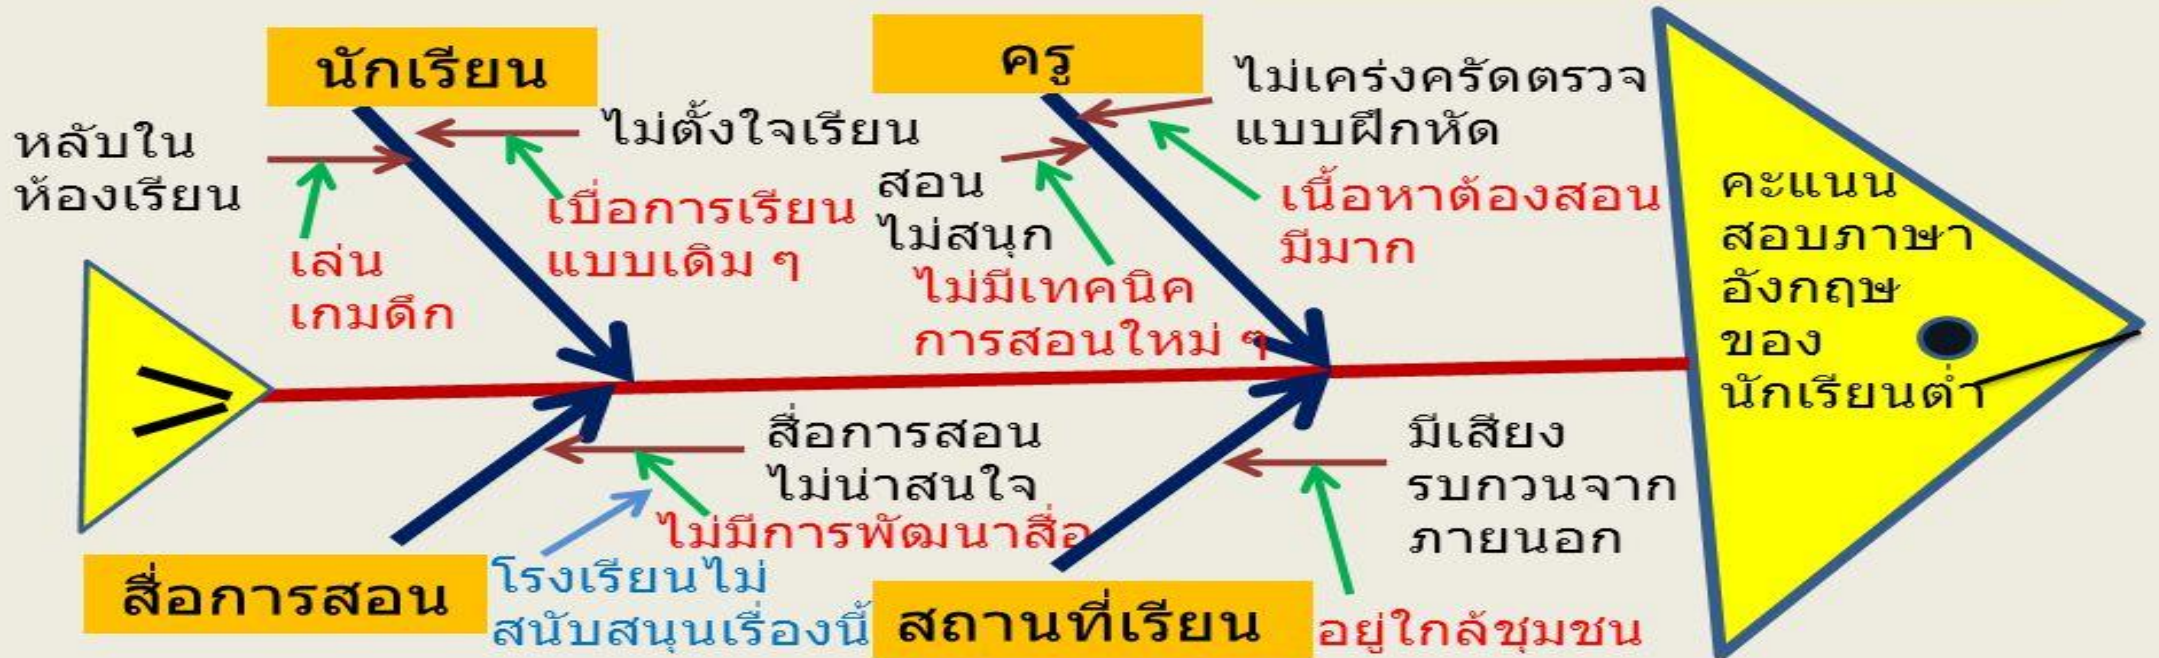 นักเรียน
หลับใน
ห้องเรียน
เล่น
เกมดึก
ไม่ตั้งใจเรียน
เบื่อการเรียน
แบบเดิม ๆ
ครู
สอน
ไม่สนุก
ไม่มีเทคนิค
การสอนใหม่ ๆ
ไม่เคร่งครัดตรวจ
แบบฝึกหัด
เนื้อหาต้องสอน
มีมาก
คะแนน
สอบภาษา
อังกฤษ
ของ
นักเรียนต่ำ
สื่อการสอน
สื่อการสอน
ไม่น่าสนใจ
ไม่มีการพัฒนาสื่อ
โรงเรียนไม่
สนับสนุนเรื่องนี้
สถานที่เรียน
มีเสียง
รบกวนจาก
ภายนอก
อยู่ใกล้ชุมชน